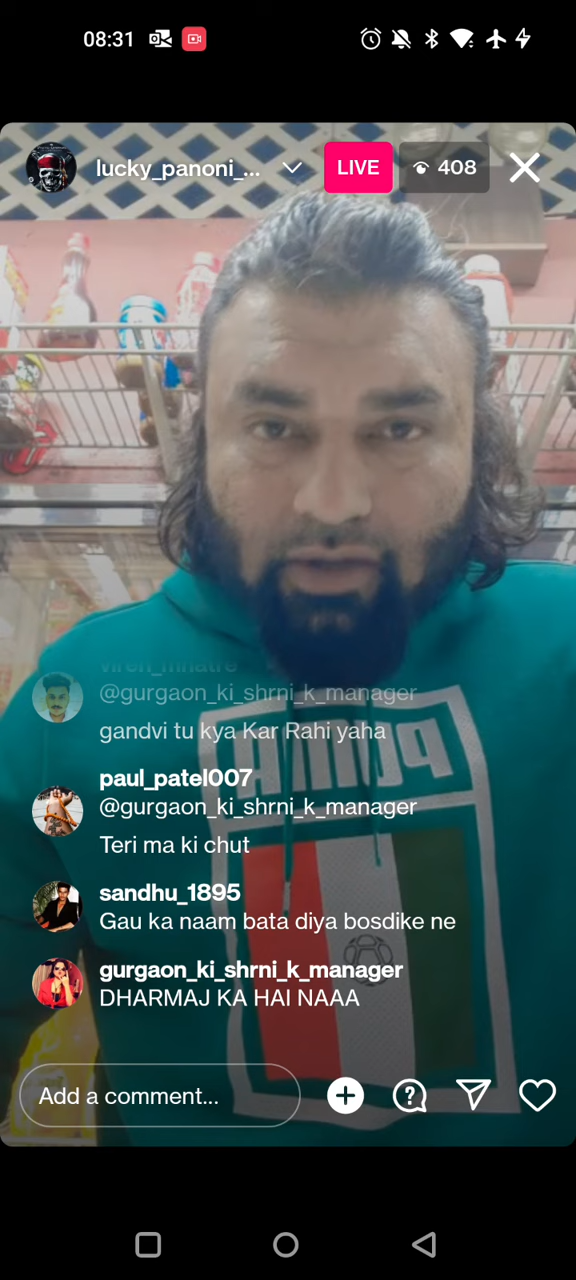 08:31
lucky_panoni_...
LIVE
408
PUMA
viren_mhatre
@gurgaon_ki_shrni_k_manager
gandvi tu kya Kar Rahi yaha
paul_patel007
@gurgaon_ki_shrni_k_manager
Teri ma ki chut
sandhu_1895
Gau ka naam bata diya bosdike ne
gurgaon_ki_shrni_k_manager
DHARMAJ KA HAI NAAA
Add a comment...